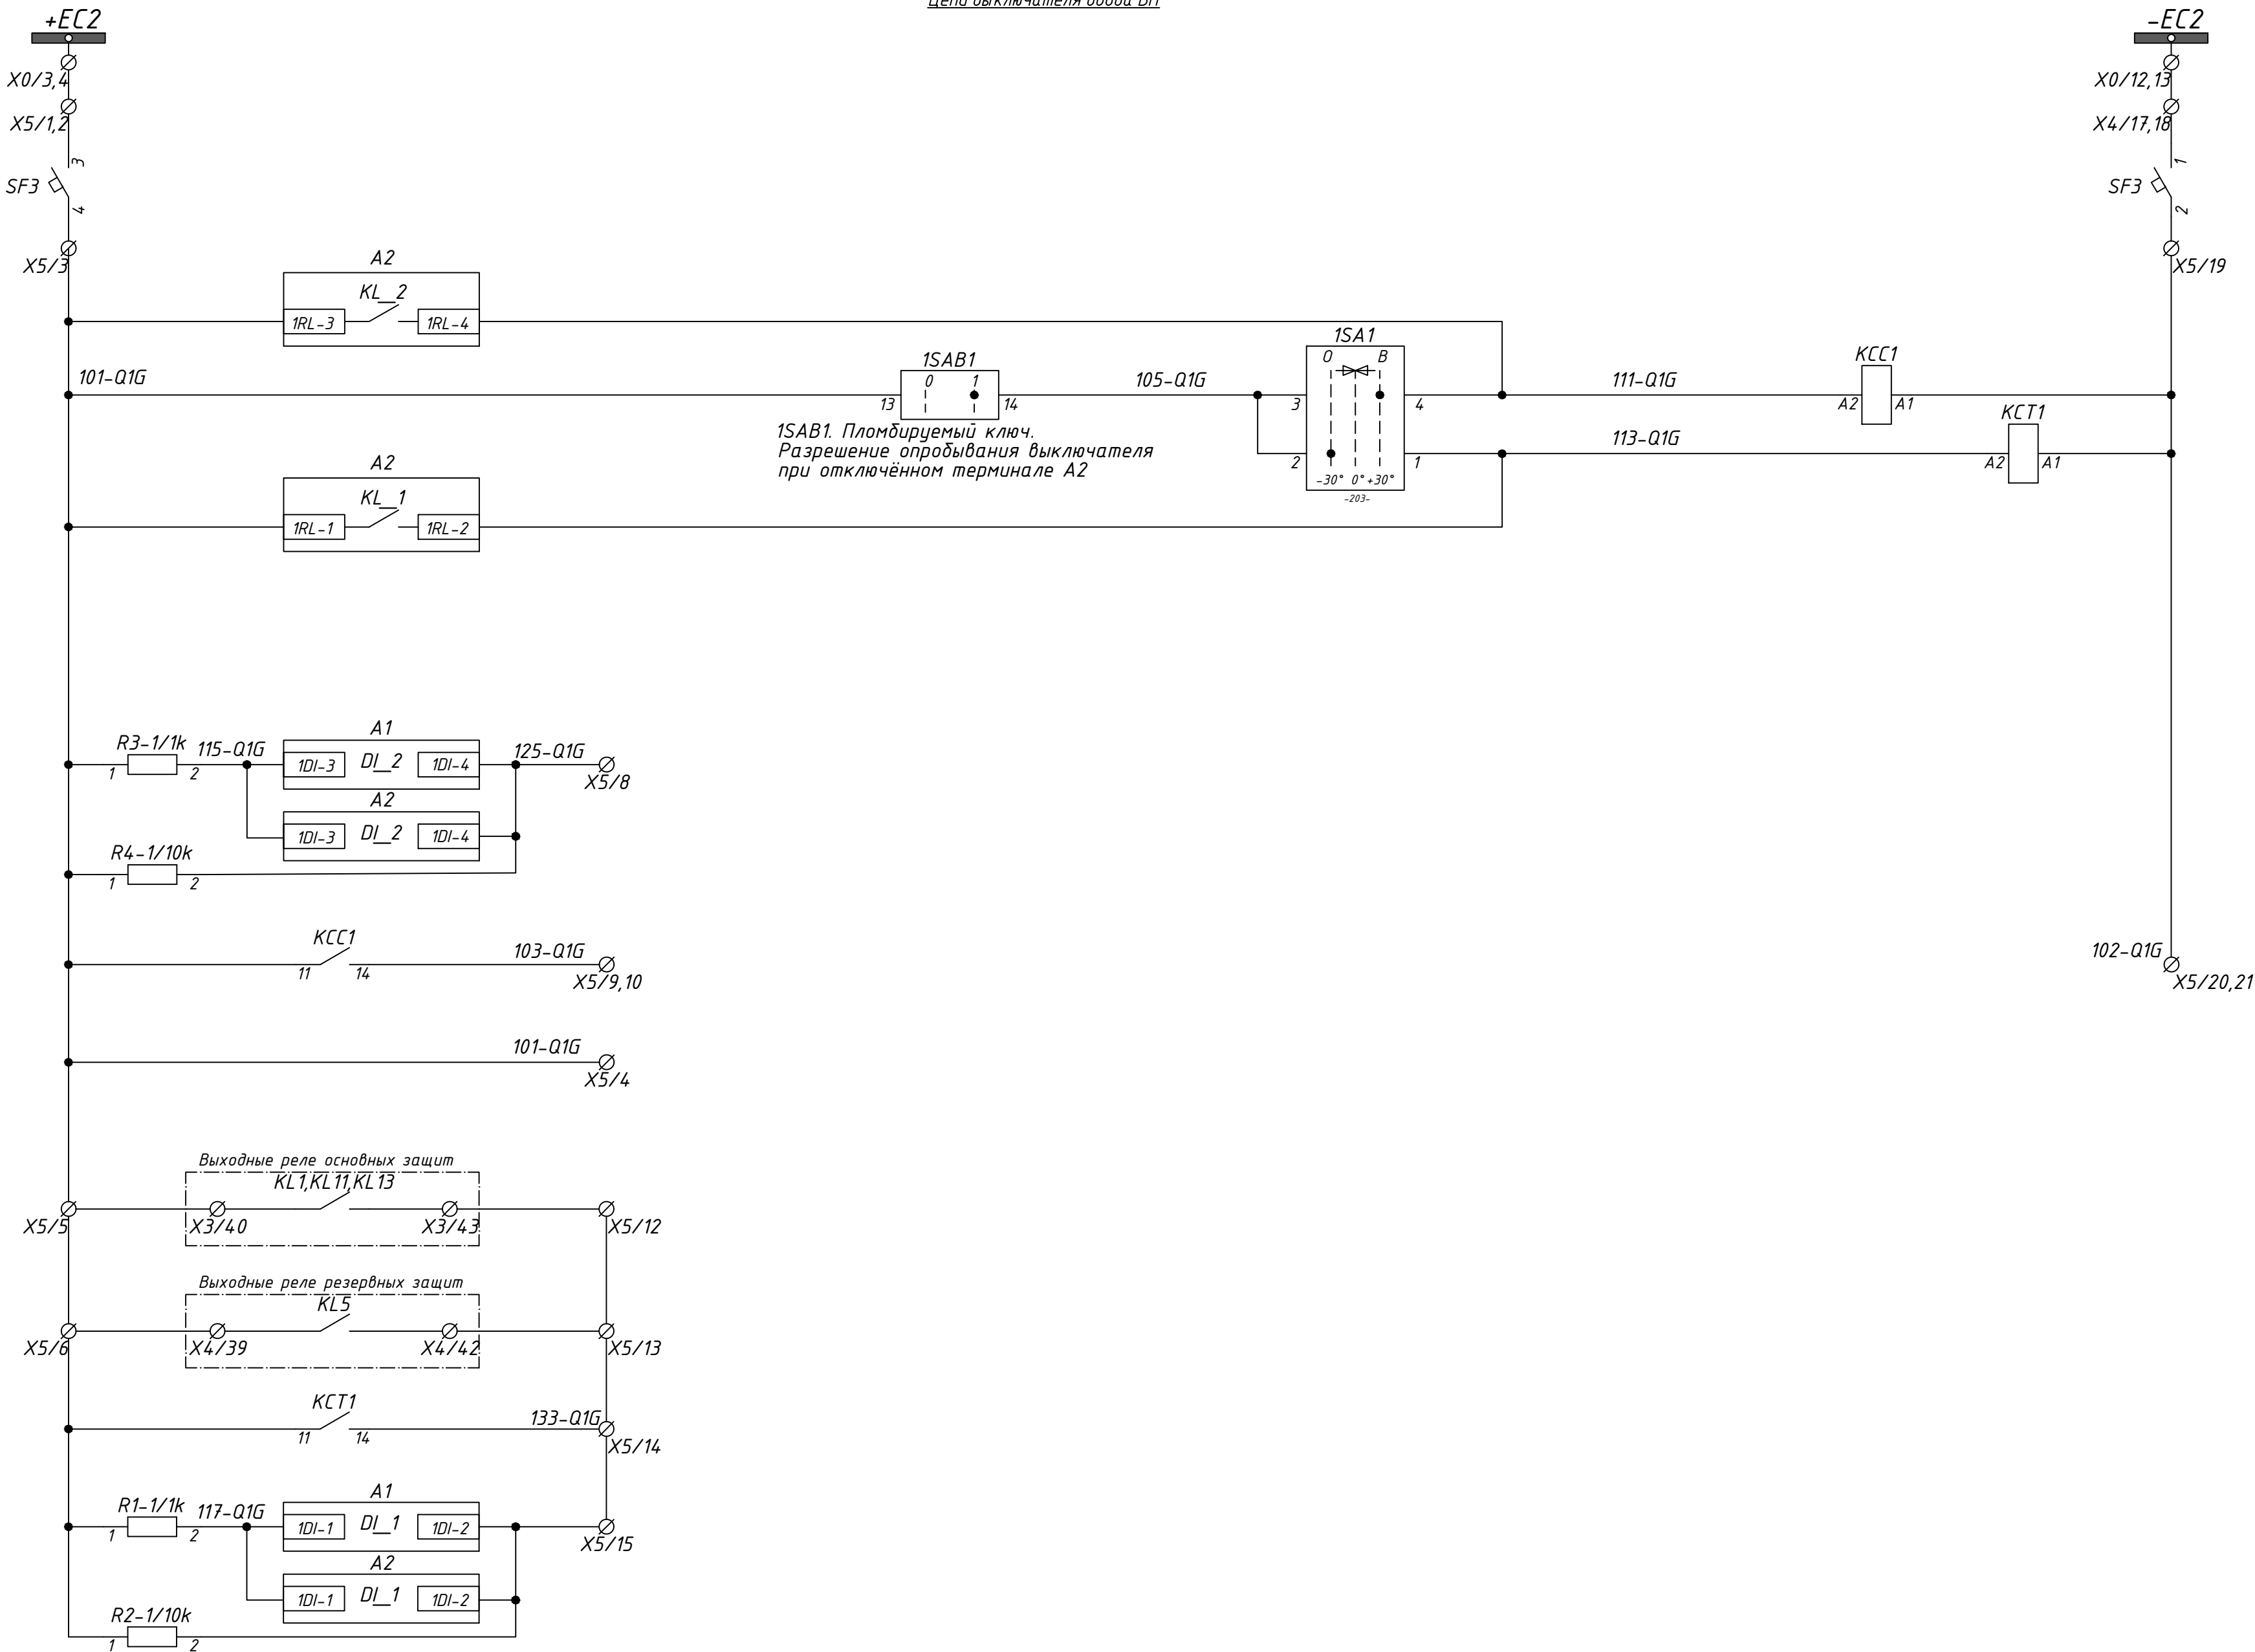 Цепи выключателя ввода ВН
+EC2
-EC2
X0/3,4
X0/12,13
X5/1,2
X4/17,18
3
1
SF3
SF3
4
2
X5/3
X5/19
A2
KL_2
1RL-3
1RL-4
1SA1
O
B
1SAB1
0
1
101-Q1G
105-Q1G
111-Q1G
KCC1
13
14
3
4
A2
A1
KCT1
1SAB1. Пломбируемый ключ.
Разрешение опробывания выключателя
при отключённом терминале A2
113-Q1G
2
1
A2
A1
-30°
0°
+30°
-203-
A2
KL_1
1RL-1
1RL-2
A1
R3-1/1k
115-Q1G
1DI-3
DI_2
1DI-4
125-Q1G
1
2
X5/8
A2
1DI-3
DI_2
1DI-4
R4-1/10k
1
2
KCC1
103-Q1G
102-Q1G
11
14
X5/9,10
X5/20,21
101-Q1G
X5/4
Выходные реле основных защит
KL1,KL11,KL13
X5/5
X3/40
X3/43
X5/12
Выходные реле резервных защит
KL5
X5/6
X4/39
X4/42
X5/13
KCT1
133-Q1G
11
14
X5/14
A1
R1-1/1k
117-Q1G
1DI-1
DI_1
1DI-2
1
2
X5/15
A2
1DI-1
DI_1
1DI-2
R2-1/10k
1
2